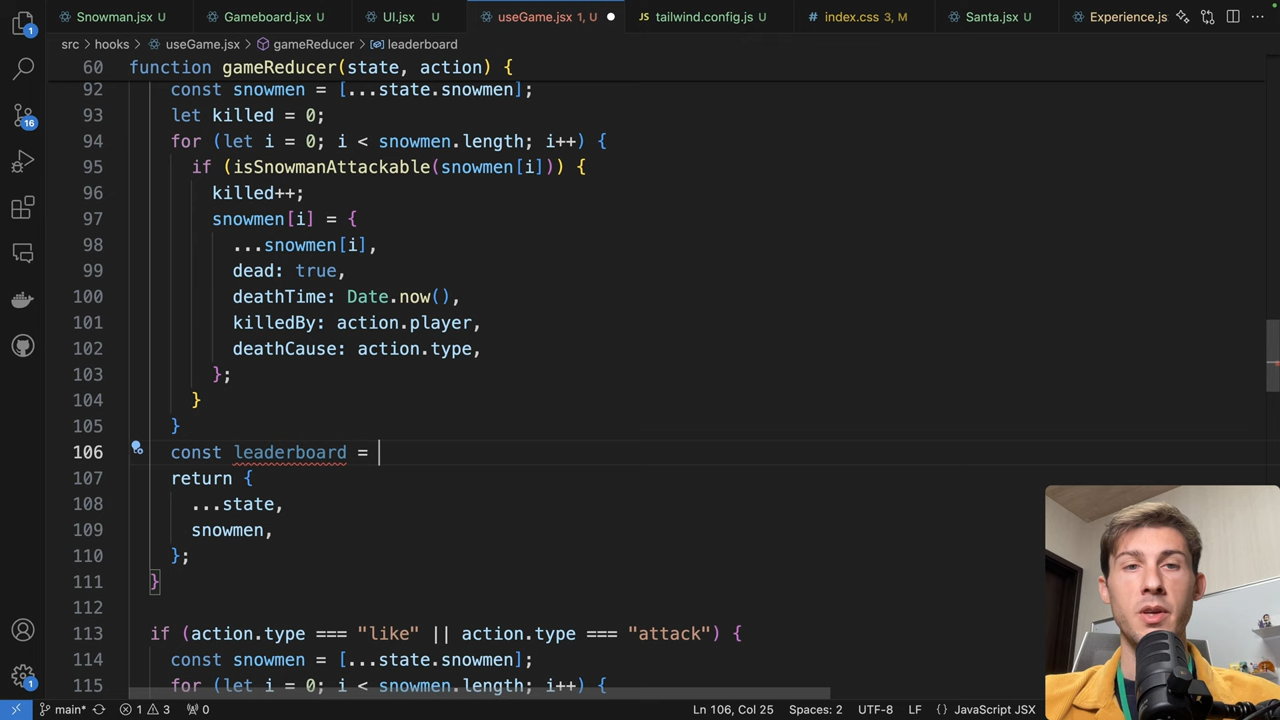 Snowman.jsx U
Gameboard.jsx U
UI.jsx U
useGame.jsx 1, U
tailwind.config.js U
index.css 3, M
Santa.jsx U
Experience.js
src > hooks > useGame.jsx > gameReducer > leaderboard
60 function gameReducer(state, action) {
92 const snowmen = [...state.snowmen];
93 let killed = 0;
94 for (let i = 0; i < snowmen.length; i++) {
95 if (isSnowmanAttackable(snowmen[i])) {
96 killed++;
97 snowmen[i] = {
98 ...snowmen[i],
99 dead: true,
100 deathTime: Date.now(),
101 killedBy: action.player,
102 deathCause: action.type,
103 };
104 }
105 }
106 const leaderboard =
107 return {
108 ...state,
109 snowmen,
110 };
111 }
112
113 if (action.type === "like" || action.type === "attack") {
114 const snowmen = [...state.snowmen];
115 for (let i = 0; i < snowmen.length; i++) {
1
16
1
main* 1 3 0 Ln 106, Col 25 Spaces: 2 UTF-8 LF {} JavaScript JSX